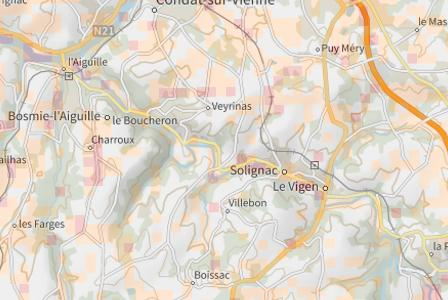 Condat-sur-Vienne
N21
le Mas
Puy Méry
l'Aiguille
Veyrinas
Bosmie-l'Aiguille
le Boucheron
Charroux
Solignac
Le Vigen
Villebon
les Farges
Boissac